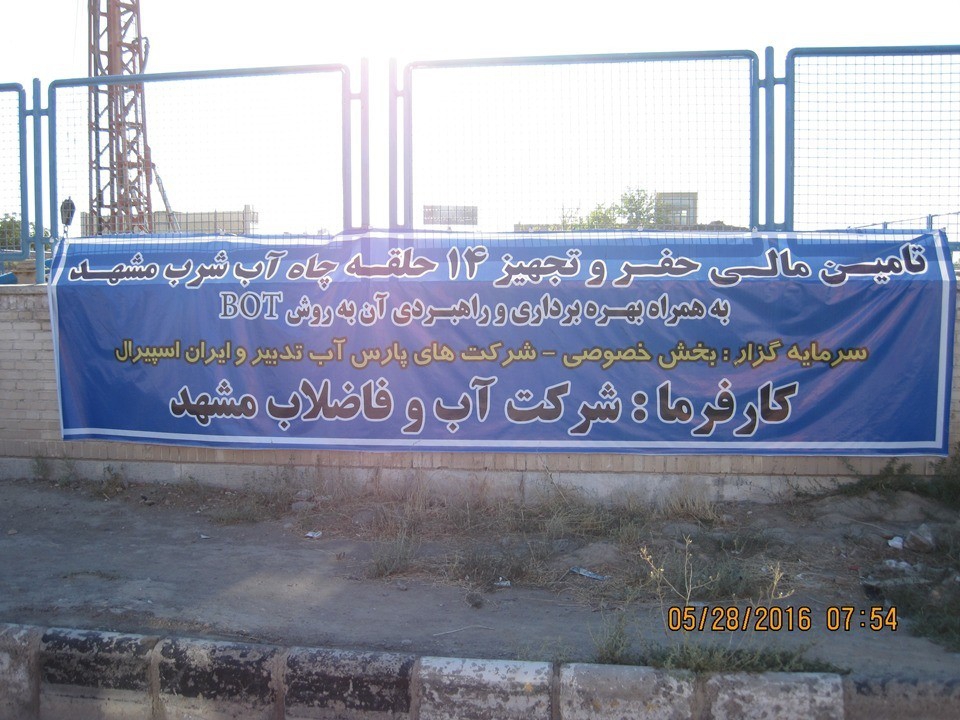 تامین مالی حفر و تجهیز ۱۴ حلقه چاه آب شرب مشهد
به همراه بهره برداری و راهبردی آن به روش BOT
سرمایه گزار : بخش خصوصی - شرکت های پارس آب تدبیر و ایران اسپیرال
کارفرما : شرکت آب و فاضلاب مشهد
05/28/2016 07:54